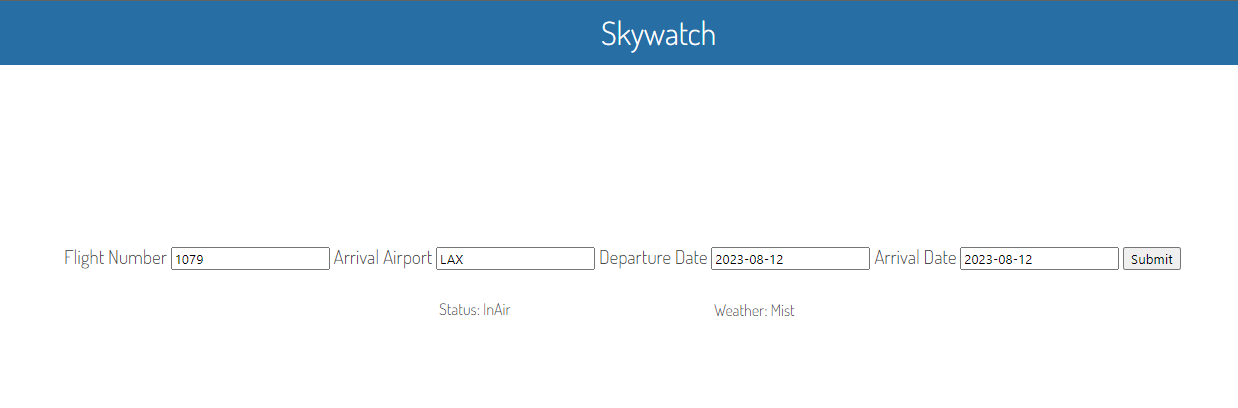 Skywatch
Flight Number 1079 Arrival Airport LAX Departure Date 2023-08-12 Arrival Date 2023-08-12 Submit
Status: InAir Weather: Mist